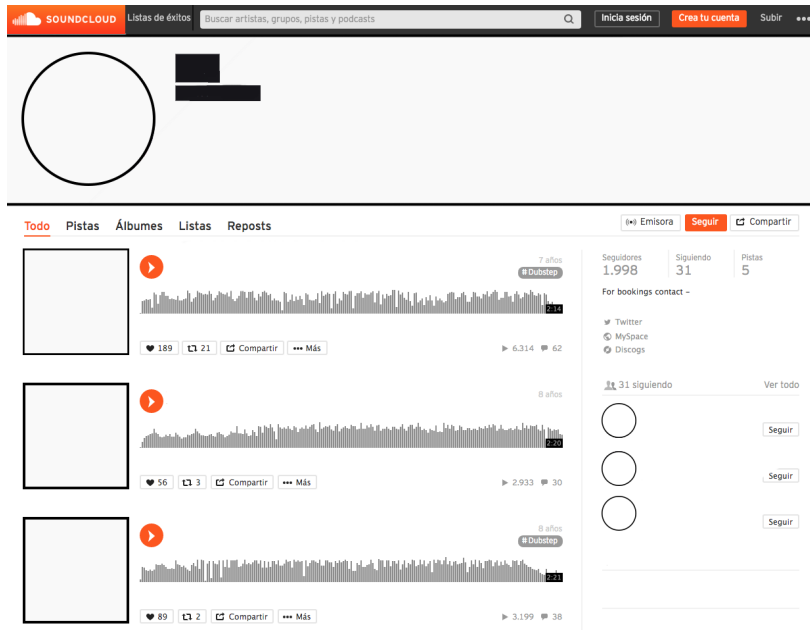 SOUNDCLOUD Listas de éxitos Buscar artistas, grupos, pistas y podcasts Inicia sesión Crea tu cuenta Subir •••
Todo Pistas Álbumes Listas Reposts
Emisora Seguir Compartir
7 años
#Dubstep
2:14
189 21 Compartir ••• Más 6.314 62
8 años
2:20
56 3 Compartir ••• Más 2.933 30
8 años
#Dubstep
2:21
89 2 Compartir ••• Más 3.199 38
Seguidores Siguiendo Pistas
1.998 31 5
For bookings contact –
Twitter
MySpace
Discogs
31 siguiendo Ver todo
Seguir
Seguir
Seguir